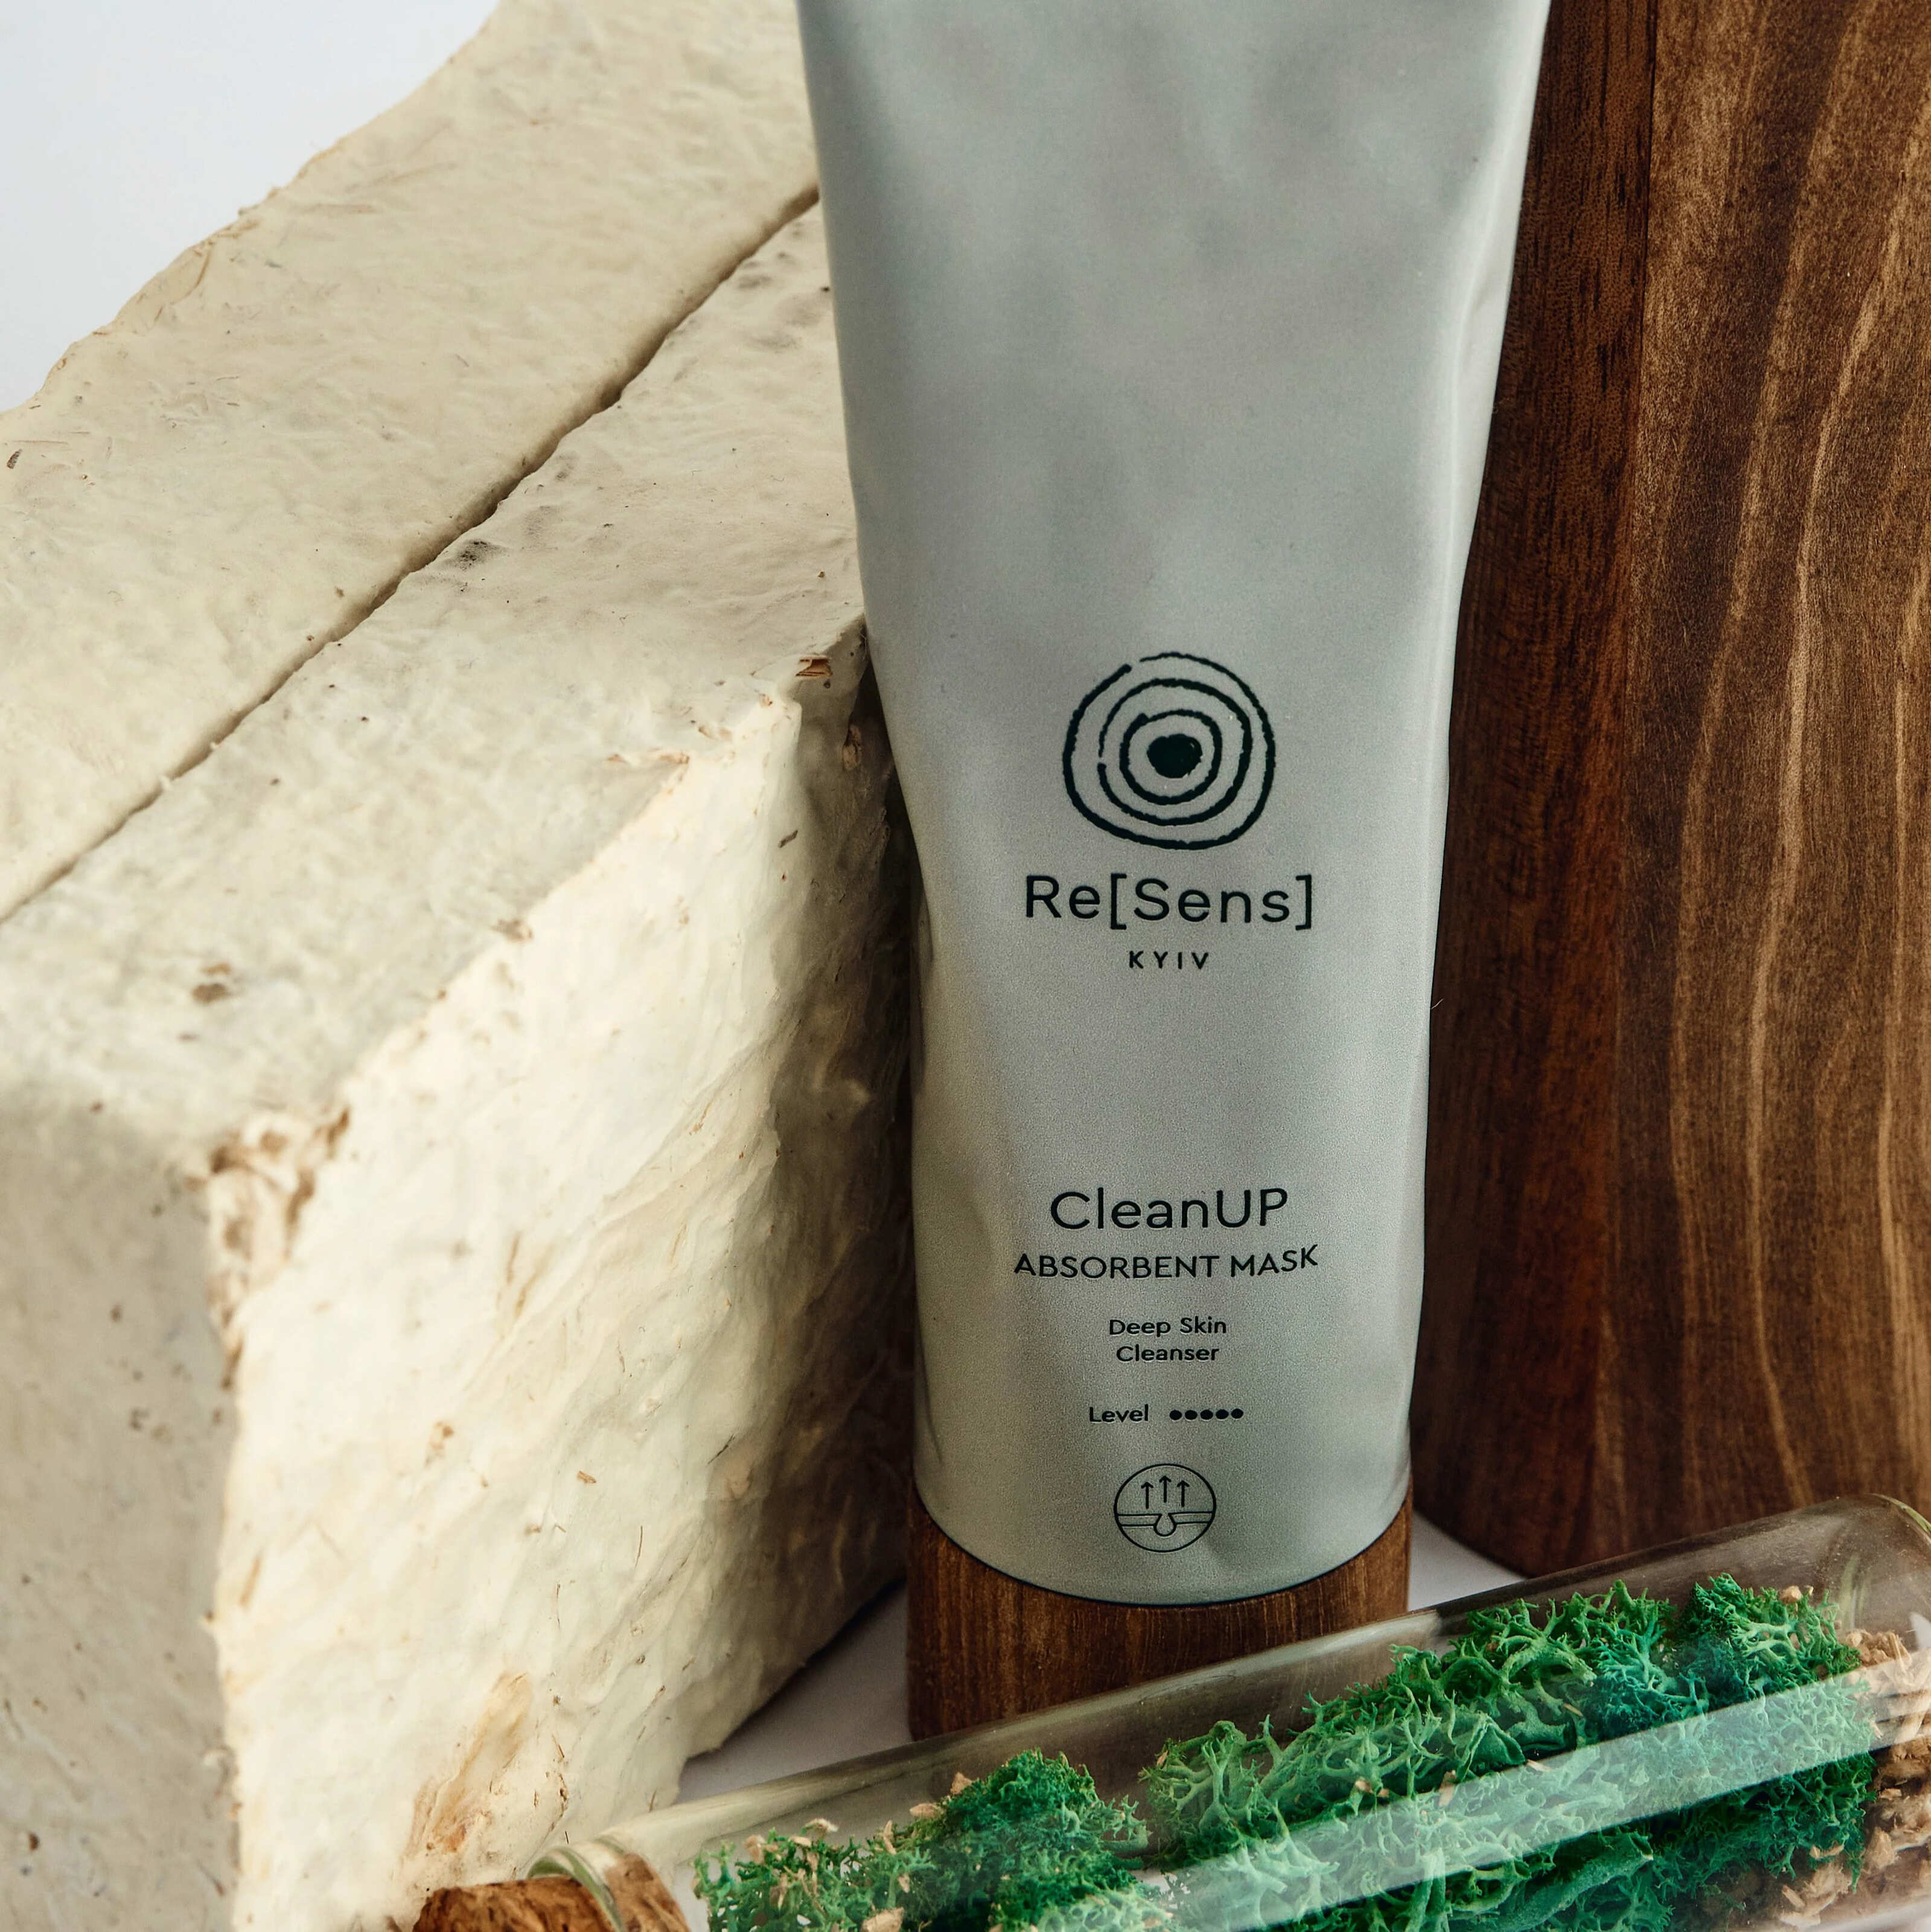 Re[Sens]
KYIV
CleanUP
ABSORBENT MASK
Deep Skin
Cleanser
Level •••••